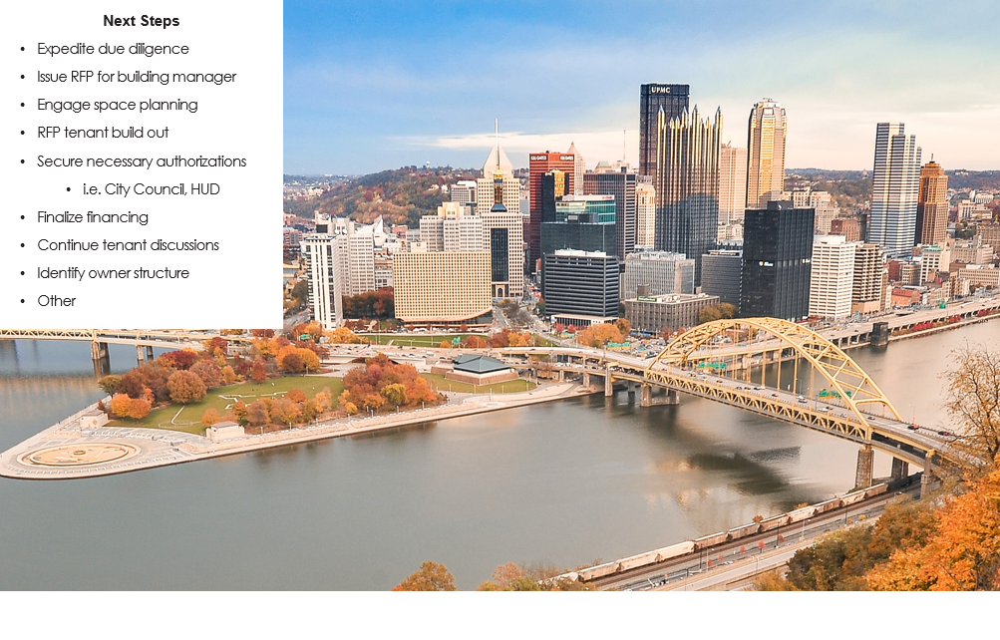 Next Steps
• Expedite due diligence
• Issue RFP for building manager
• Engage space planning
• RFP tenant build out
• Secure necessary authorizations
• i.e. City Council, HUD
• Finalize financing
• Continue tenant discussions
• Identify owner structure
• Other
UPMC